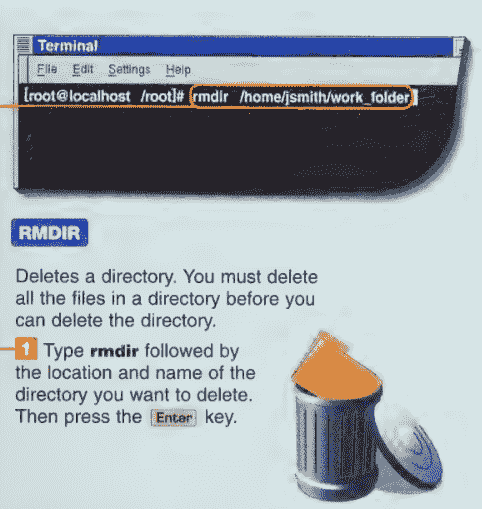 Terminal
File Edit Settings Help
[root@localhost /root]# rmdir /home/jsmith/work_folder
RMDIR
Deletes a directory. You must delete
all the files in a directory before you
can delete the directory.
1 Type rmdir followed by
the location and name of the
directory you want to delete.
Then press the Enter key.